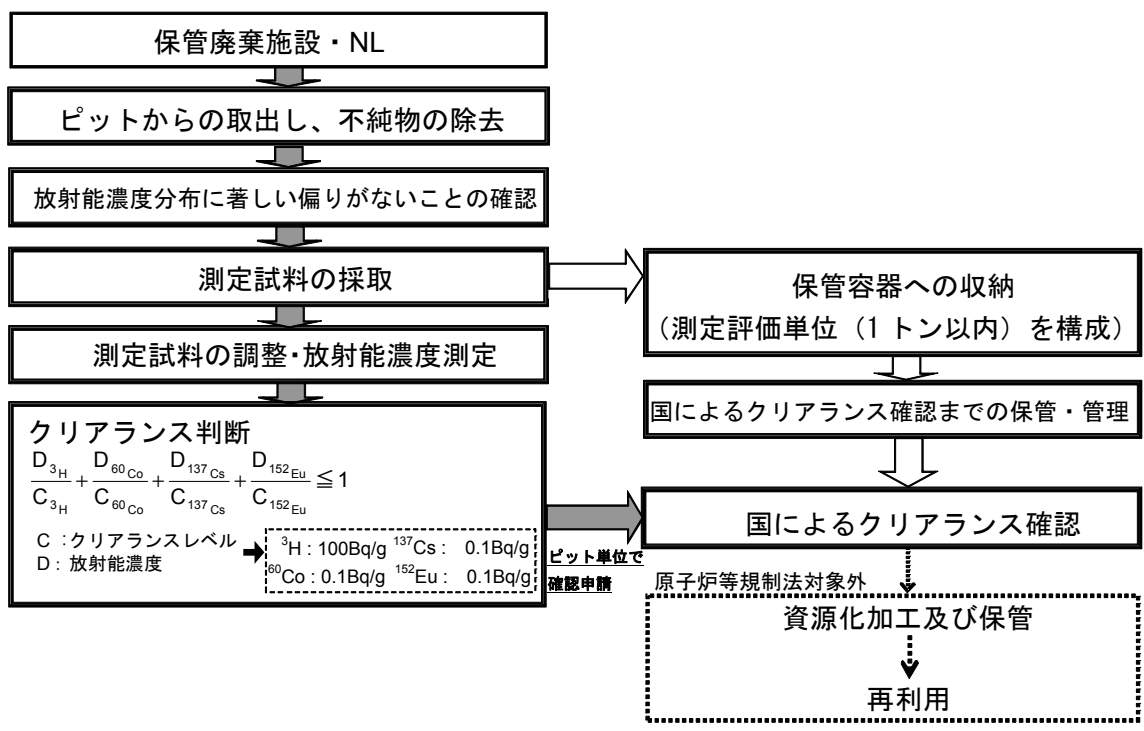 保管廃棄施設・NL
ピットからの取出し、不純物の除去
放射能濃度分布に著しい偏りがないことの確認
測定試料の採取
測定試料の調整・放射能濃度測定
クリアランス判断
D₃H/C₃H + D₆₀Co/C₆₀Co + D₁₃₇Cs/C₁₃₇Cs + D₁₅₂Eu/C₁₅₂Eu ≦ 1
C :クリアランスレベル
D: 放射能濃度
³H : 100Bq/g ¹³⁷Cs : 0.1Bq/g
⁶⁰Co : 0.1Bq/g ¹⁵²Eu : 0.1Bq/g
ピット単位で
確認申請
保管容器への収納
(測定評価単位(1 トン以内)を構成)
国によるクリアランス確認までの保管・管理
国によるクリアランス確認
原子炉等規制法対象外
資源化加工及び保管
再利用